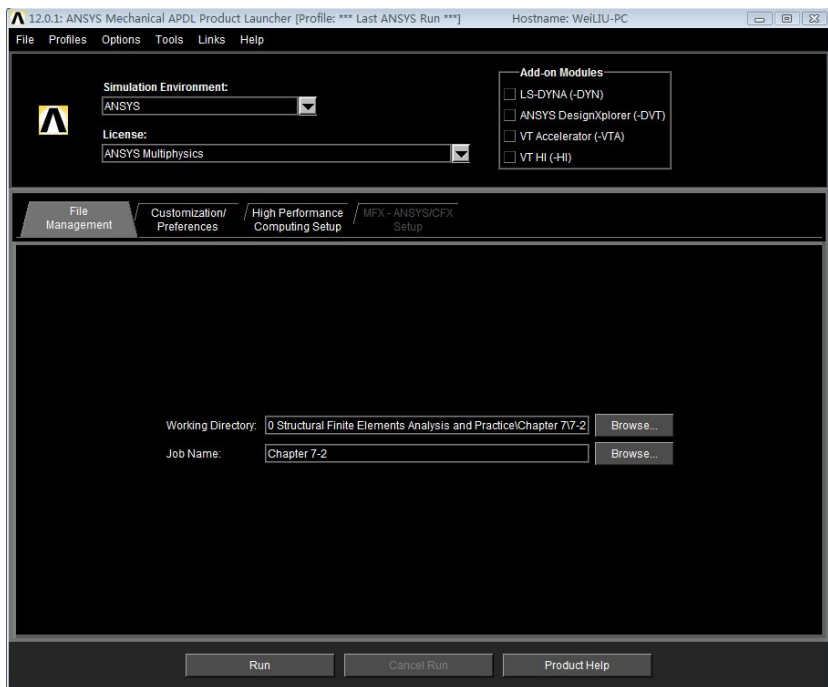 12.0.1: ANSYS Mechanical APDL Product Launcher [Profile: *** Last ANSYS Run ***] Hostname: WeiLIU-PC
File Profiles Options Tools Links Help
Simulation Environment:
ANSYS
License:
ANSYS Multiphysics
Add-on Modules
LS-DYNA (-DYN)
ANSYS DesignXplorer (-DVT)
VT Accelerator (-VTA)
VT HI (-HI)
File
Management
Customization/
Preferences
High Performance
Computing Setup
MFX - ANSYS/CFX
Setup
Working Directory: 0 Structural Finite Elements Analysis and Practice\Chapter 7\7-2 Browse...
Job Name: Chapter 7-2 Browse...
Run Cancel Run Product Help